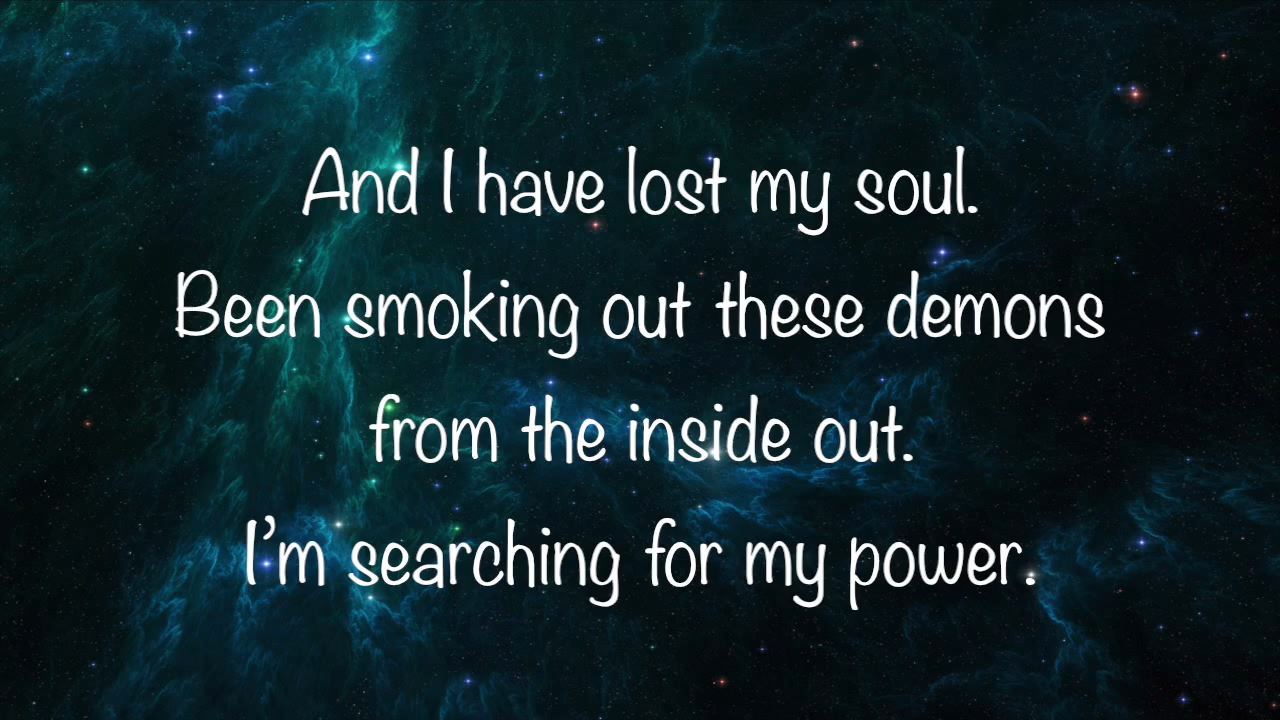 And I have lost my soul.
Been smoking out these demons
from the inside out.
I’m searching for my power.